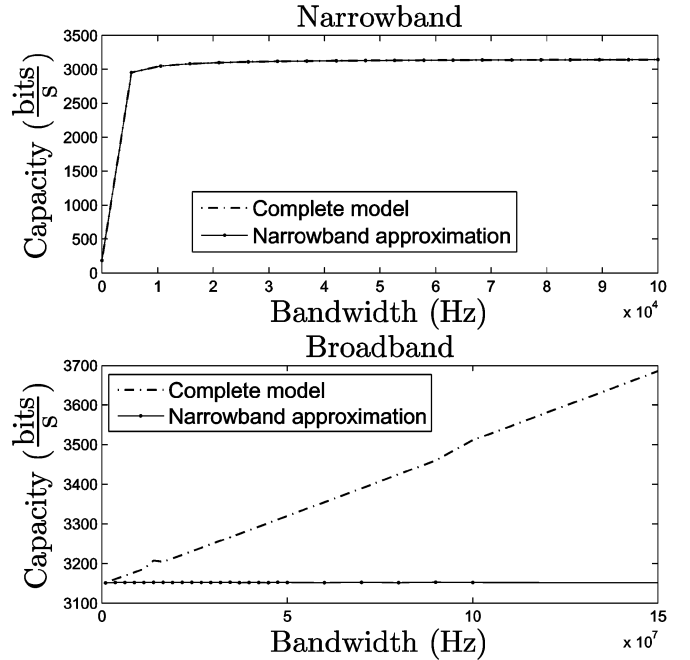 Narrowband
3500
3000
2500
2000
1500
1000
500
0
Capacity (bits/s)
Complete model
Narrowband approximation
0 1 2 3 4 5 6 7 8 9 10
Bandwidth (Hz)
x 10^4
Broadband
3700
3600
3500
3400
3300
3200
3100
Capacity (bits/s)
Complete model
Narrowband approximation
0 5 10 15
Bandwidth (Hz)
x 10^7